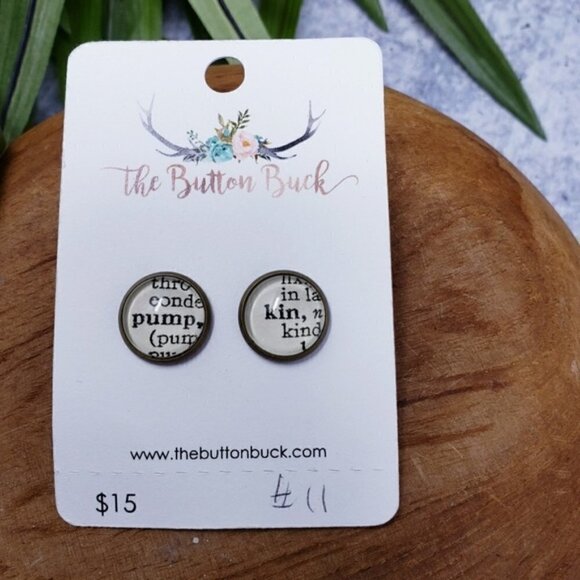 The Button Buck
thro
conde
pump,
(pum
in la
kin, n
kind
www.thebuttonbuck.com
$15
#11